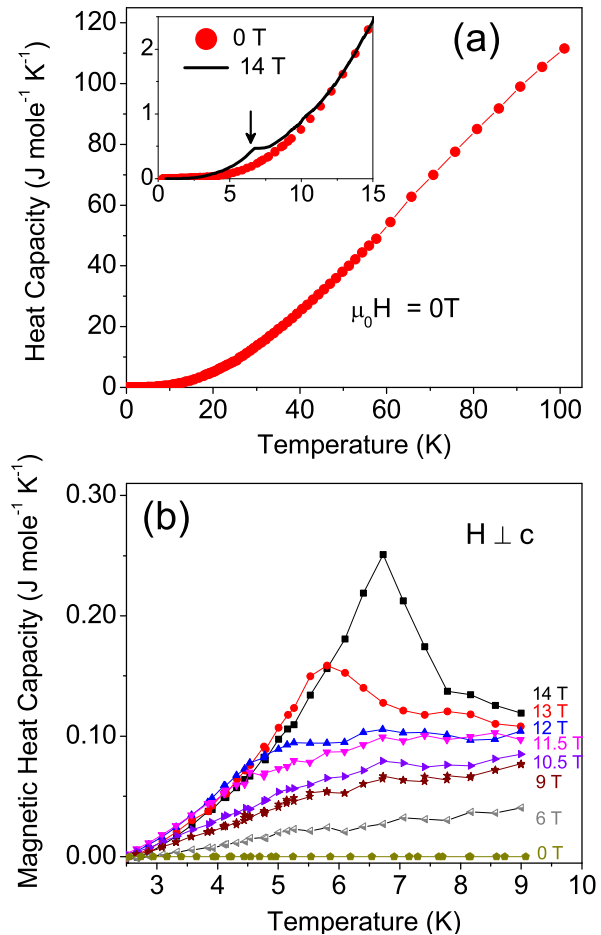 (a)
0 T
14 T
Heat Capacity (J mole⁻¹ K⁻¹)
120
100
80
60
40
20
0
2
1
0
0 5 10 15
μ₀H = 0T
0 20 40 60 80 100
Temperature (K)
(b)
H ⊥ c
Magnetic Heat Capacity (J mole⁻¹ K⁻¹)
0.30
0.20
0.10
0.00
14 T
13 T
12 T
11.5 T
10.5T
9 T
6 T
0 T
3 4 5 6 7 8 9 10
Temperature (K)